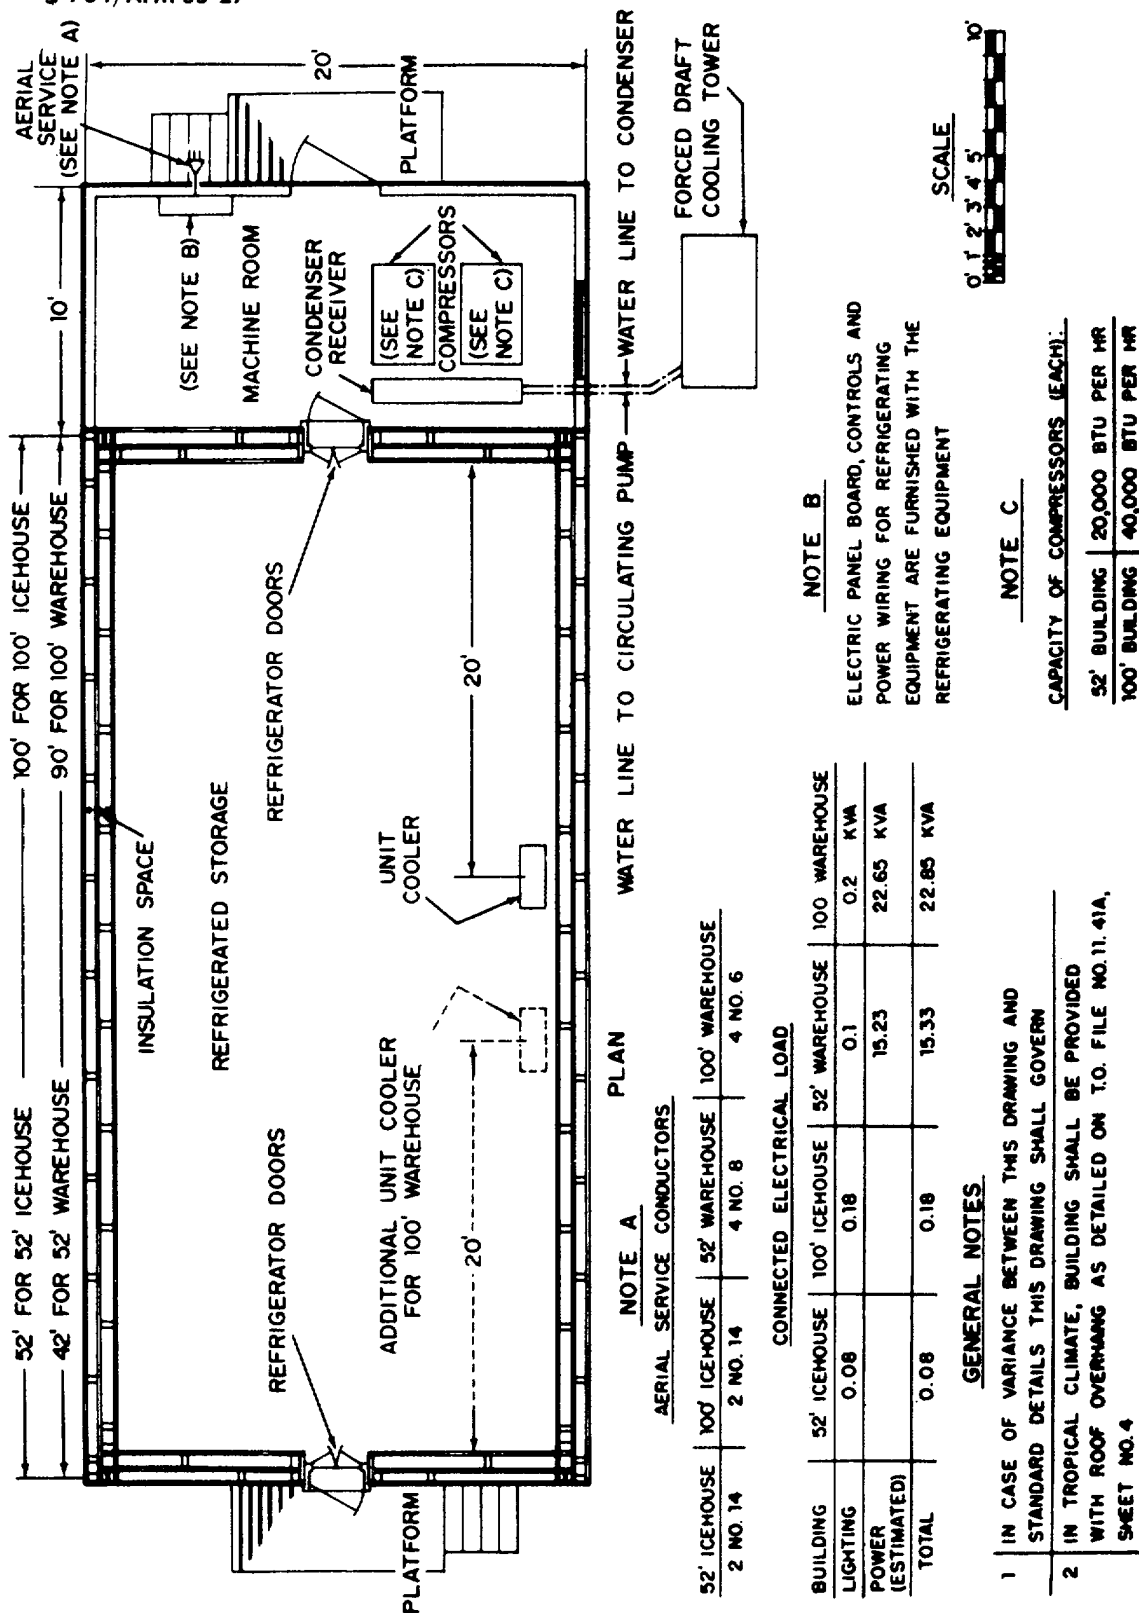 52' FOR 52' ICEHOUSE
100' FOR 100' ICEHOUSE
42' FOR 52' WAREHOUSE
90' FOR 100' WAREHOUSE
10'
AERIAL
SERVICE
(SEE NOTE A)
20'
INSULATION SPACE
REFRIGERATED STORAGE
REFRIGERATOR DOORS
REFRIGERATOR DOORS
(SEE NOTE B)
MACHINE ROOM
CONDENSER
RECEIVER
(SEE
NOTE C)
COMPRESSORS
(SEE
NOTE C)
PLATFORM
PLATFORM
ADDITIONAL UNIT COOLER
FOR 100' WAREHOUSE
UNIT
COOLER
20'
20'
WATER LINE TO CIRCULATING PUMP
WATER LINE TO CONDENSER
FORCED DRAFT
COOLING TOWER
PLAN
NOTE A
AERIAL SERVICE CONDUCTORS
52' ICEHOUSE 100' ICEHOUSE 52' WAREHOUSE 100' WAREHOUSE
2 NO. 14 2 NO. 14 4 NO. 8 4 NO. 6
CONNECTED ELECTRICAL LOAD
BUILDING 52' ICEHOUSE 100' ICEHOUSE 52' WAREHOUSE 100 WAREHOUSE
LIGHTING 0.08 0.18 0.1 0.2 KVA
POWER
(ESTIMATED) 15.23 22.65 KVA
TOTAL 0.08 0.18 15.33 22.85 KVA
GENERAL NOTES
1 IN CASE OF VARIANCE BETWEEN THIS DRAWING AND
STANDARD DETAILS THIS DRAWING SHALL GOVERN
2 IN TROPICAL CLIMATE, BUILDING SHALL BE PROVIDED
WITH ROOF OVERHANG AS DETAILED ON T.O. FILE NO. 11. 41A,
SHEET NO. 4
NOTE B
ELECTRIC PANEL BOARD, CONTROLS AND
POWER WIRING FOR REFRIGERATING
EQUIPMENT ARE FURNISHED WITH THE
REFRIGERATING EQUIPMENT
NOTE C
CAPACITY OF COMPRESSORS (EACH):
52' BUILDING 20,000 BTU PER HR
100' BUILDING 40,000 BTU PER HR
SCALE
0' 1' 2' 3' 4' 5' 10'